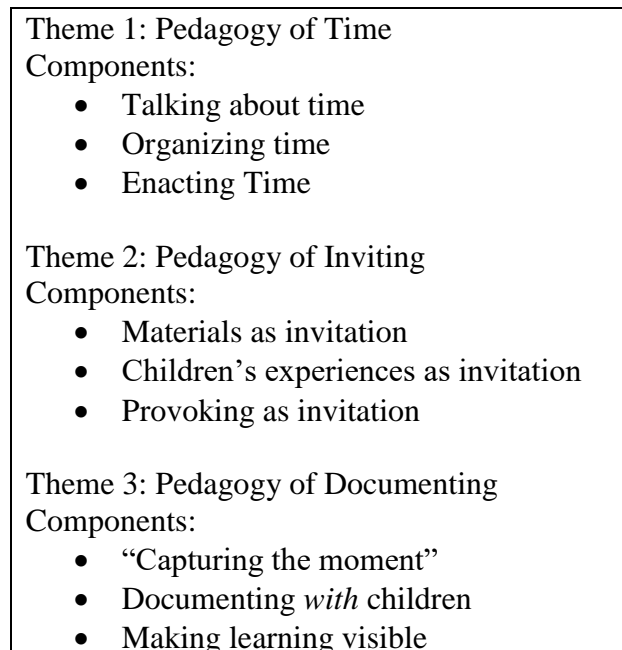 Theme 1: Pedagogy of Time
Components:
• Talking about time
• Organizing time
• Enacting Time
Theme 2: Pedagogy of Inviting
Components:
• Materials as invitation
• Children’s experiences as invitation
• Provoking as invitation
Theme 3: Pedagogy of Documenting
Components:
• “Capturing the moment”
• Documenting with children
• Making learning visible